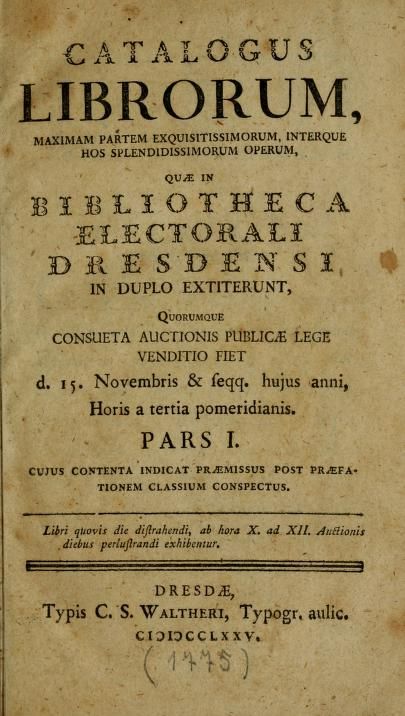 CATALOGUS
LIBRORUM,
MAXIMAM PARTEM EXQUISITISSIMORUM, INTERQUE
HOS SPLENDIDISSIMORUM OPERUM,
QUÆ IN
BIBLIOTHECA
ELECTORALI
DRESDENSI
IN DUPLO EXTITERUNT,
QUORUMQUE
CONSUETA AUCTIONIS PUBLICÆ LEGE
VENDITIO FIET
d. 15. Novembris & ſeqq. hujus anni,
Horis a tertia pomeridianis.
PARS I.
CUJUS CONTENTA INDICAT PRÆMISSUS POST PRÆFA-
TIONEM CLASSIUM CONSPECTUS.
Libri quovis die diſtrahendi, ab hora X. ad XII. Auctionis
diebus perluſtrandi exhibentur.
DRESDÆ,
Typis C. S. WALTHERI, Typogr. aulic.
CIƆIƆCCLXXV.
(1775)